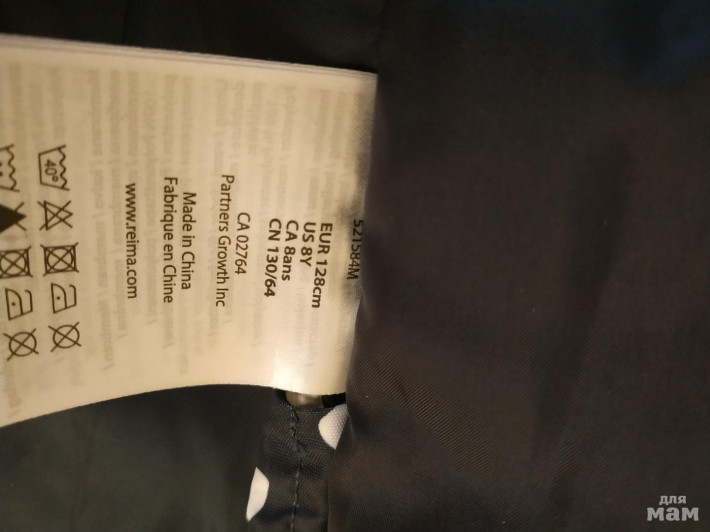 521584M
EUR 128cm
US 8Y
CA 8ans
CN 130/64
CA 02764
Partners Growth Inc
Made in China
Fabrique en Chine
www.reima.com
40°
для
мам